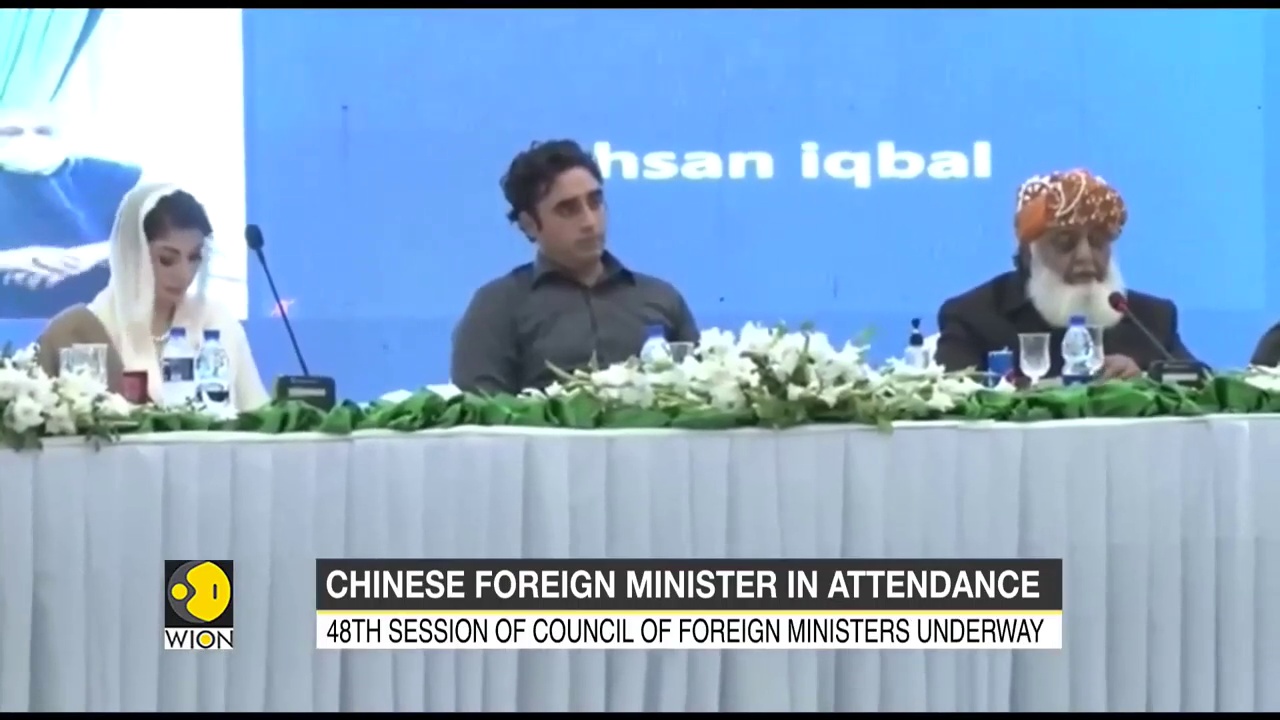 hsan iqbal
CHINESE FOREIGN MINISTER IN ATTENDANCE
48TH SESSION OF COUNCIL OF FOREIGN MINISTERS UNDERWAY
WION